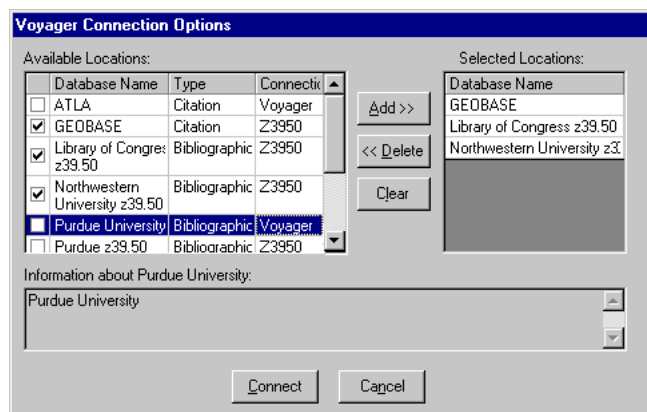 Voyager Connection Options
Available Locations:
Selected Locations:
Database Name Type Connectic
ATLA Citation Voyager
GEOBASE Citation Z3950
Library of Congres Bibliographic Z3950
z39.50
Northwestern Bibliographic Z3950
University z39.50
Purdue University Bibliographic Voyager
Purdue z39.50 Bibliographic Z3950
Add >>
<< Delete
Clear
Database Name
GEOBASE
Library of Congress z39.50
Northwestern University z3
Information about Purdue University:
Purdue University
Connect
Cancel